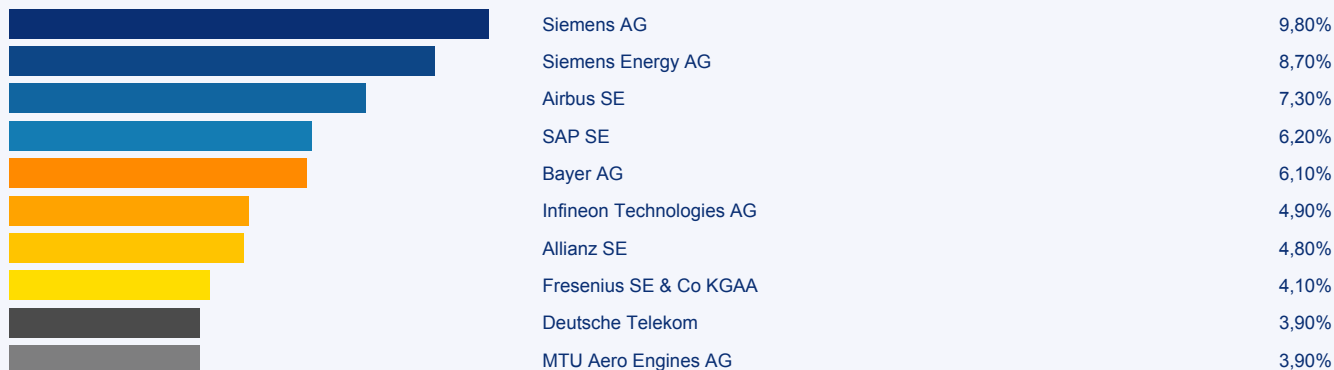 Siemens AG 9,80%
Siemens Energy AG 8,70%
Airbus SE 7,30%
SAP SE 6,20%
Bayer AG 6,10%
Infineon Technologies AG 4,90%
Allianz SE 4,80%
Fresenius SE & Co KGAA 4,10%
Deutsche Telekom 3,90%
MTU Aero Engines AG 3,90%